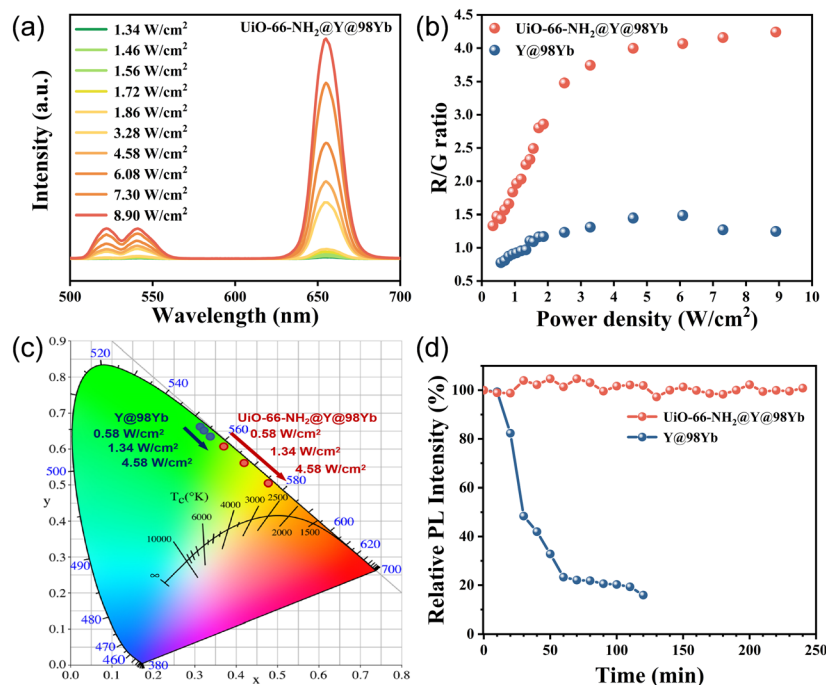 (a)
UiO-66-NH₂@Y@98Yb
1.34 W/cm²
1.46 W/cm²
1.56 W/cm²
1.72 W/cm²
1.86 W/cm²
3.28 W/cm²
4.58 W/cm²
6.08 W/cm²
7.30 W/cm²
8.90 W/cm²
Intensity (a.u.)
500 550 600 650 700
Wavelength (nm)
(b)
UiO-66-NH₂@Y@98Yb
Y@98Yb
R/G ratio
4.5
4.0
3.5
3.0
2.5
2.0
1.5
1.0
0.5
0 1 2 3 4 5 6 7 8 9 10
Power density (W/cm²)
(c)
0.9
0.8
0.7
0.6
0.5
0.4
0.3
0.2
0.1
0.0
y
520
540
560
580
600
620
700
500
490
480
470
460
380
Y@98Yb
0.58 W/cm²
1.34 W/cm²
4.58 W/cm²
UiO-66-NH₂@Y@98Yb
0.58 W/cm²
1.34 W/cm²
4.58 W/cm²
Tc(°K)
∞
10000
6000
4000
3000
2500
2000
1500
0.0 0.1 0.2 0.3 0.4 0.5 0.6 0.7 0.8
x
(d)
Relative PL Intensity (%)
120
100
80
60
40
20
0
UiO-66-NH₂@Y@98Yb
Y@98Yb
0 50 100 150 200 250
Time (min)